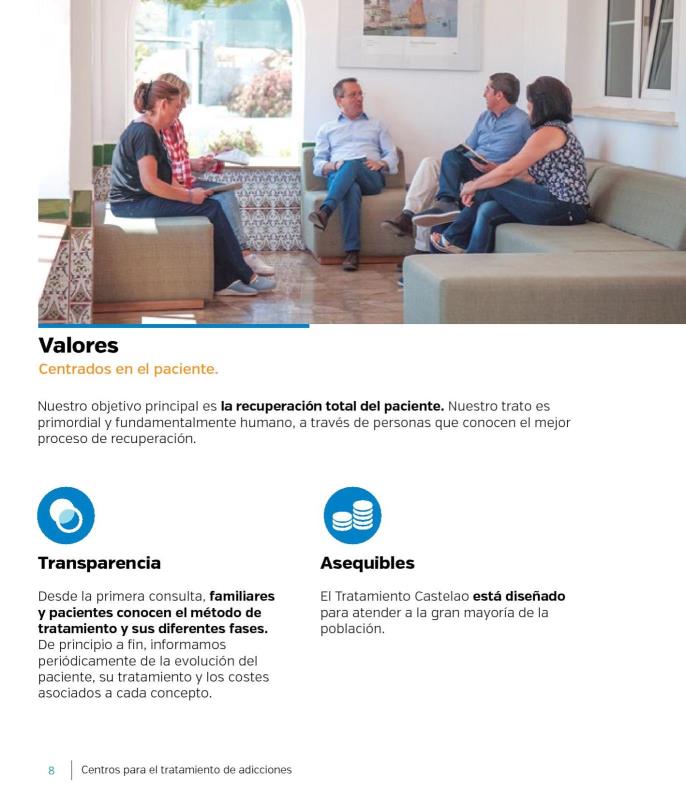 Valores
Centrados en el paciente.
Nuestro objetivo principal es la recuperación total del paciente. Nuestro trato es
primordial y fundamentalmente humano, a través de personas que conocen el mejor
proceso de recuperación.
Transparencia
Desde la primera consulta, familiares
y pacientes conocen el método de
tratamiento y sus diferentes fases.
De principio a fin, informamos
periódicamente de la evolución del
paciente, su tratamiento y los costes
asociados a cada concepto.
Asequibles
El Tratamiento Castelao está diseñado
para atender a la gran mayoría de la
población.
8
Centros para el tratamiento de adicciones